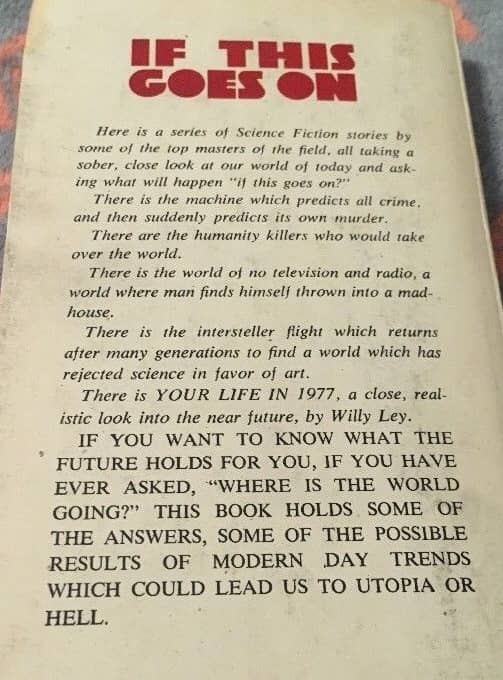 IF THIS
GOES ON
Here is a series of Science Fiction stories by
some of the top masters of the field, all taking a
sober, close look at our world of today and ask-
ing what will happen "if this goes on?"
There is the machine which predicts all crime,
and then suddenly predicts its own murder.
There are the humanity killers who would take
over the world.
There is the world of no television and radio, a
world where man finds himself thrown into a mad-
house.
There is the intersteller flight which returns
after many generations to find a world which has
rejected science in favor of art.
There is YOUR LIFE IN 1977, a close, real-
istic look into the near future, by Willy Ley.
IF YOU WANT TO KNOW WHAT THE
FUTURE HOLDS FOR YOU, IF YOU HAVE
EVER ASKED, "WHERE IS THE WORLD
GOING?" THIS BOOK HOLDS SOME OF
THE ANSWERS, SOME OF THE POSSIBLE
RESULTS OF MODERN DAY TRENDS
WHICH COULD LEAD US TO UTOPIA OR
HELL.